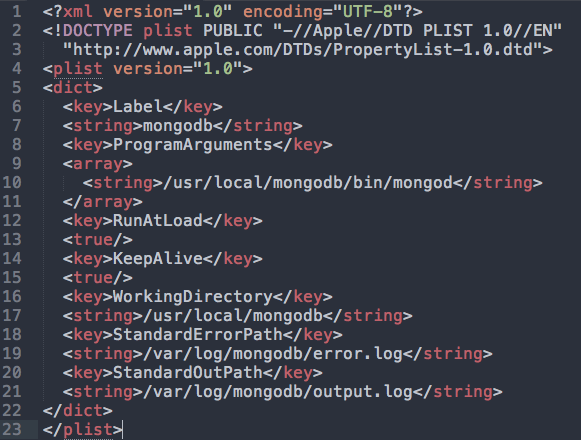 1 <?xml version="1.0" encoding="UTF-8"?>
2 <!DOCTYPE plist PUBLIC "-//Apple//DTD PLIST 1.0//EN"
3   "http://www.apple.com/DTDs/PropertyList-1.0.dtd">
4 <plist version="1.0">
5 <dict>
6   <key>Label</key>
7   <string>mongodb</string>
8   <key>ProgramArguments</key>
9   <array>
10     <string>/usr/local/mongodb/bin/mongod</string>
11   </array>
12   <key>RunAtLoad</key>
13   <true/>
14   <key>KeepAlive</key>
15   <true/>
16   <key>WorkingDirectory</key>
17   <string>/usr/local/mongodb</string>
18   <key>StandardErrorPath</key>
19   <string>/var/log/mongodb/error.log</string>
20   <key>StandardOutPath</key>
21   <string>/var/log/mongodb/output.log</string>
22 </dict>
23 </plist>